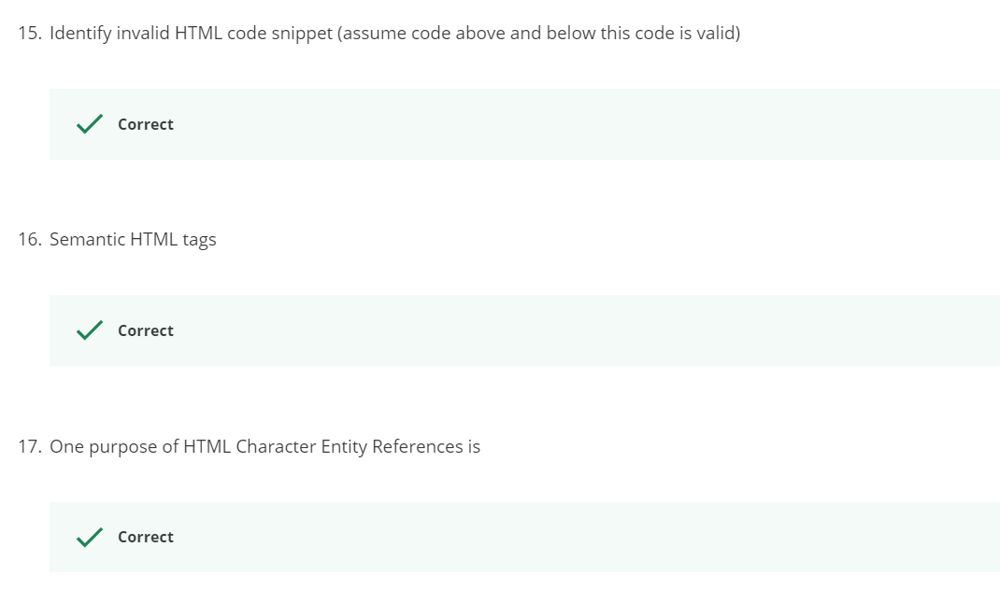 15. Identify invalid HTML code snippet (assume code above and below this code is valid)
Correct
16. Semantic HTML tags
Correct
17. One purpose of HTML Character Entity References is
Correct